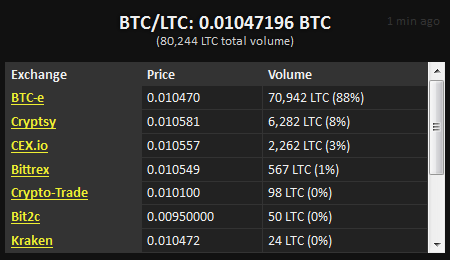 BTC/LTC: 0.01047196 BTC 1 min ago
(80,244 LTC total volume)
Exchange Price Volume
BTC-e 0.010470 70,942 LTC (88%)
Cryptsy 0.010581 6,282 LTC (8%)
CEX.io 0.010557 2,262 LTC (3%)
Bittrex 0.010549 567 LTC (1%)
Crypto-Trade 0.010100 98 LTC (0%)
Bit2c 0.00950000 50 LTC (0%)
Kraken 0.010472 24 LTC (0%)